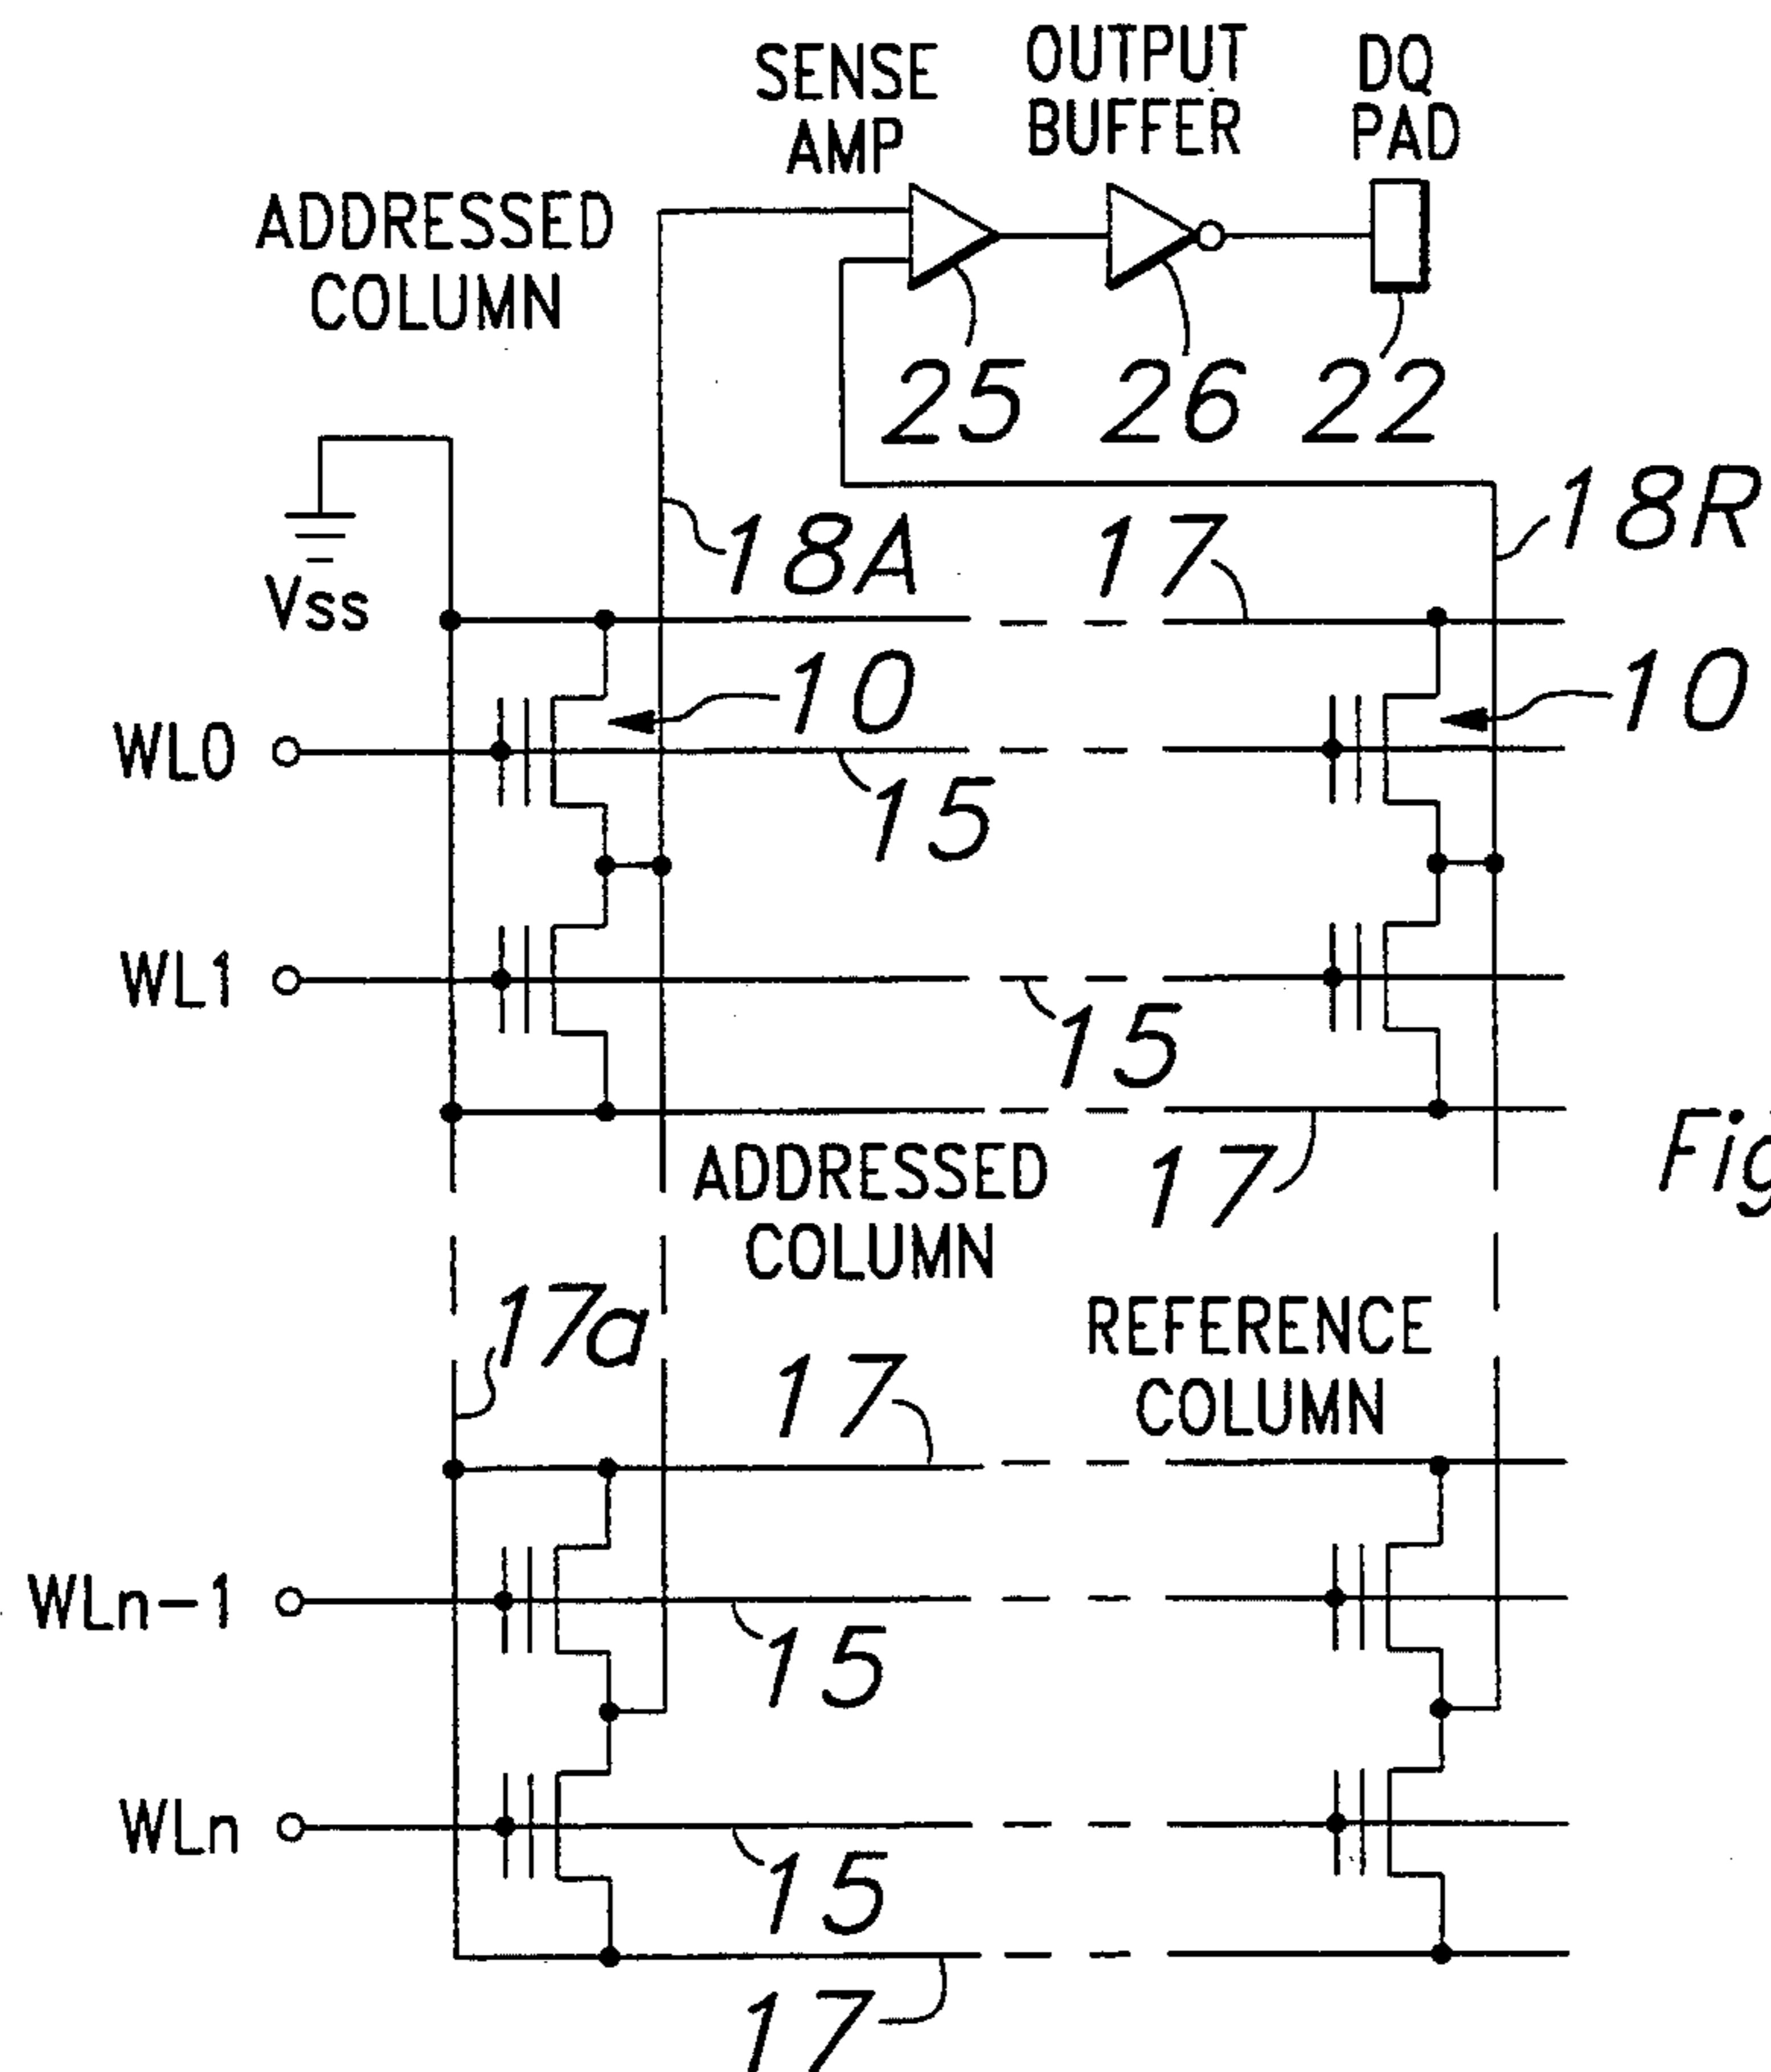 SENSE
AMP
OUTPUT
BUFFER
DQ
PAD
ADDRESSED
COLUMN
25
26
22
18A
17
18R
Vss
10
10
WL0
15
WL1
15
17
Fig
ADDRESSED
COLUMN
17a
REFERENCE
COLUMN
17
WLn-1
15
WLn
15
17